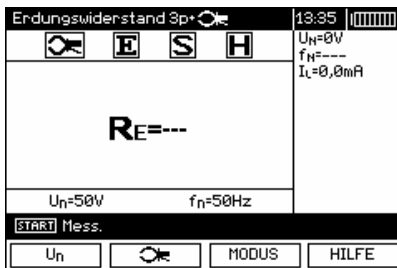 Erdungswiderstand 3p+ 13:35
E S H
UN=0V
fN=---
IL=0,0mA
RE=---
Un=50V fn=50Hz
START Mess.
Un MODUS HILFE